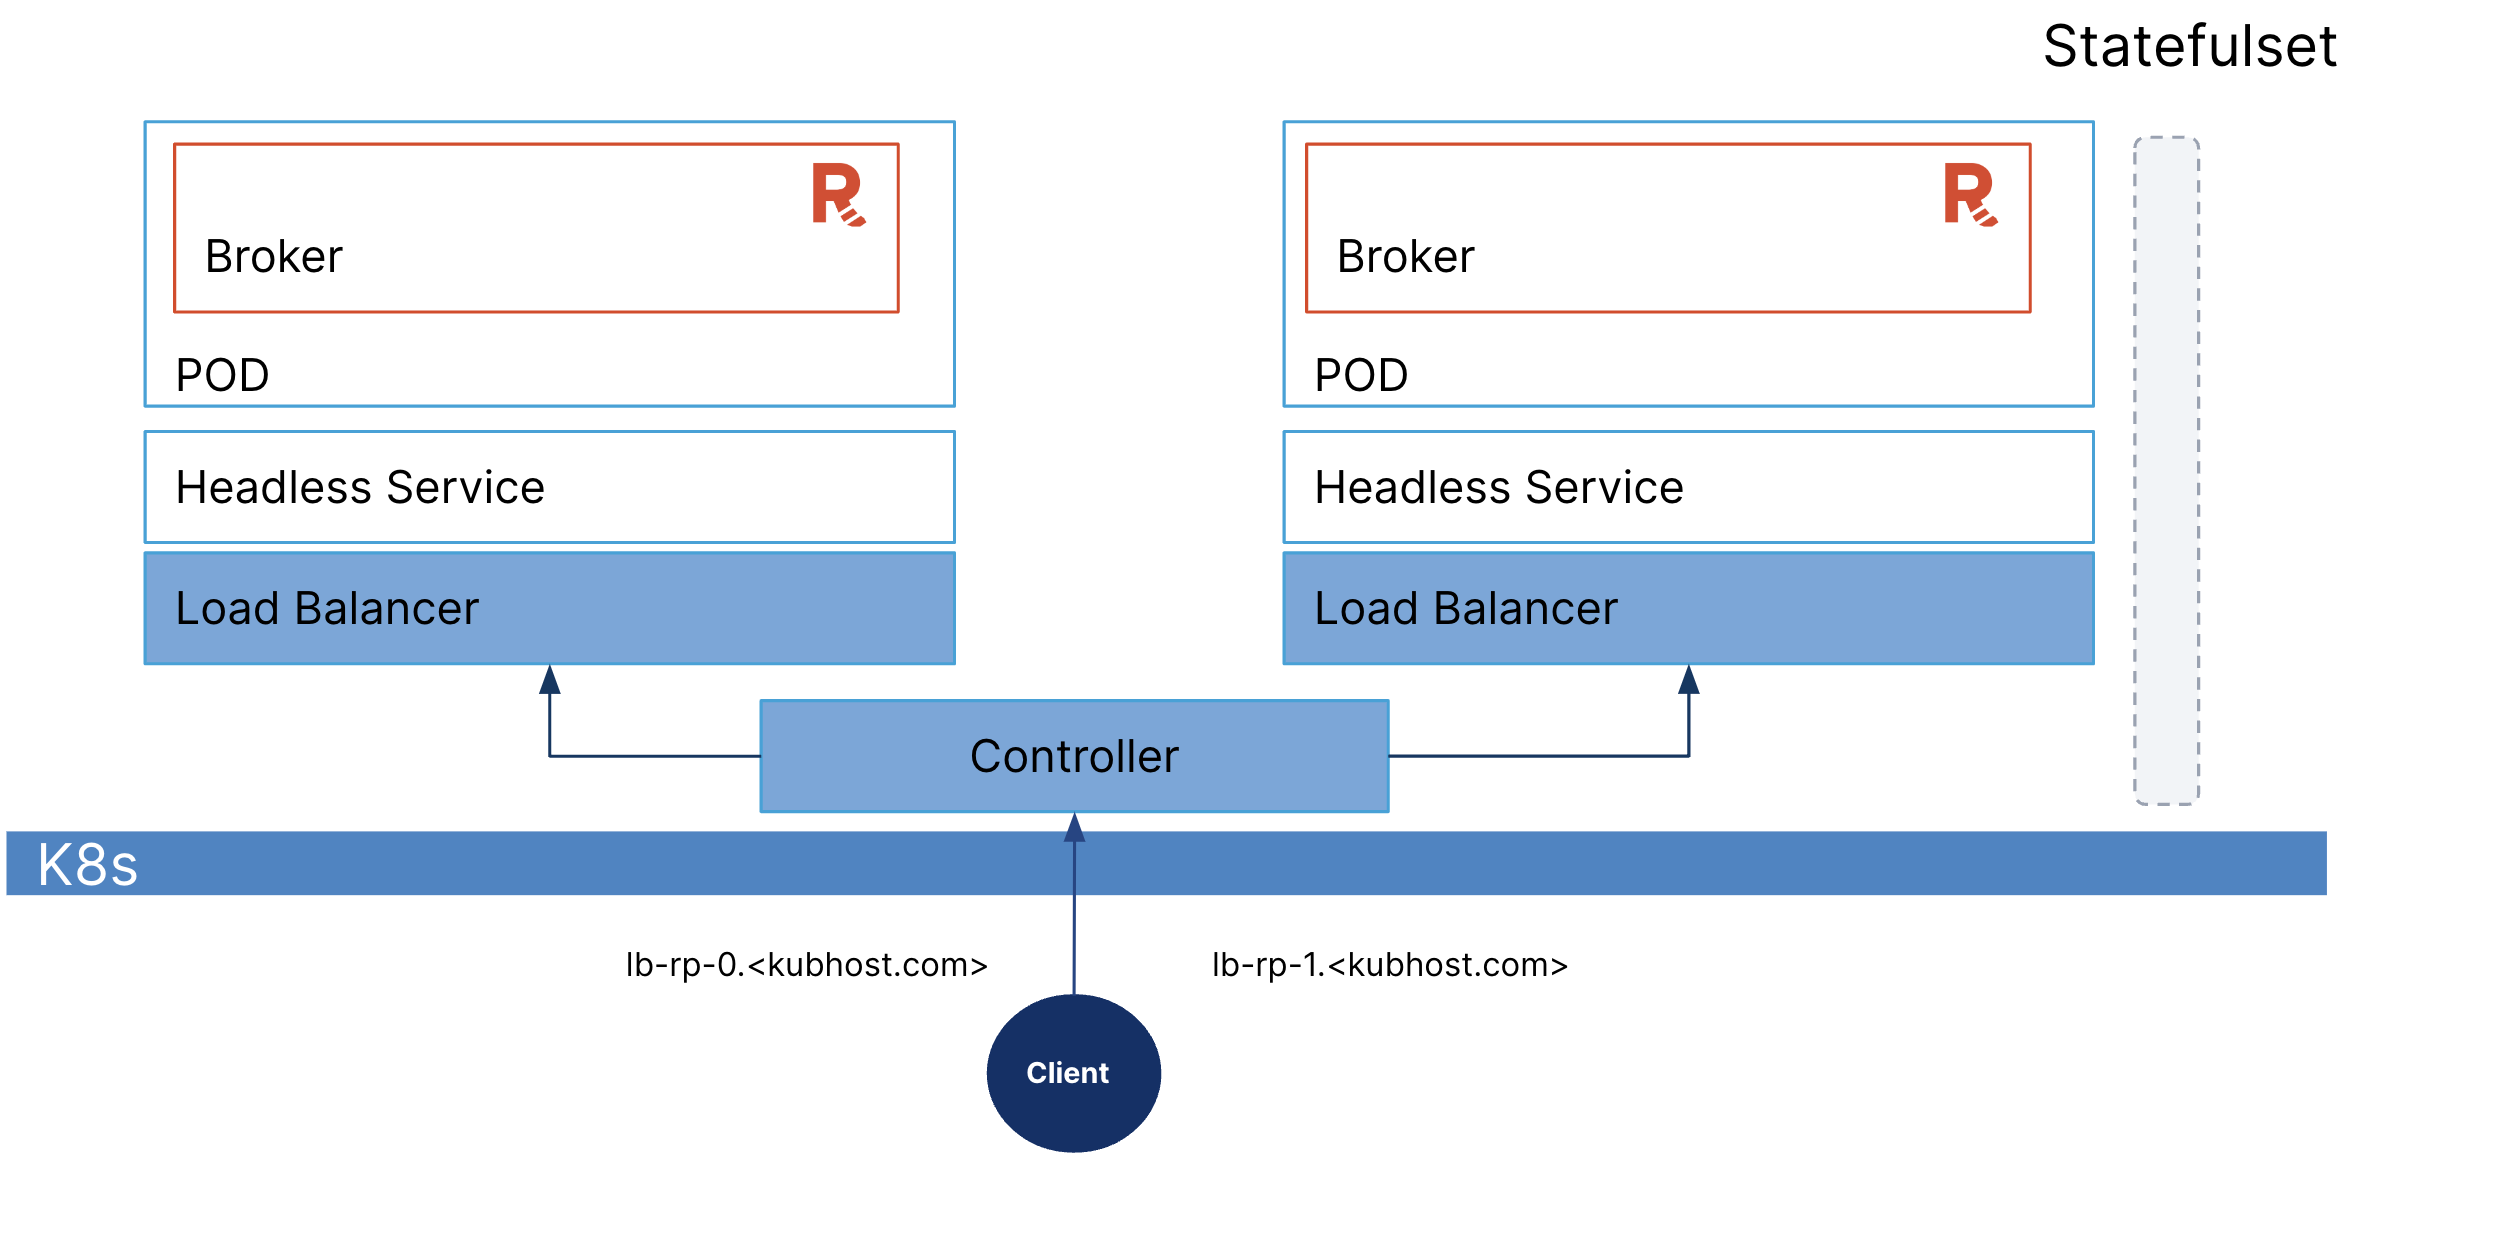 Statefulset
Broker
Broker
POD
POD
Headless Service
Headless Service
Load Balancer
Load Balancer
Controller
K8s
lb-rp-0.<kubhost.com>
lb-rp-1.<kubhost.com>
Client